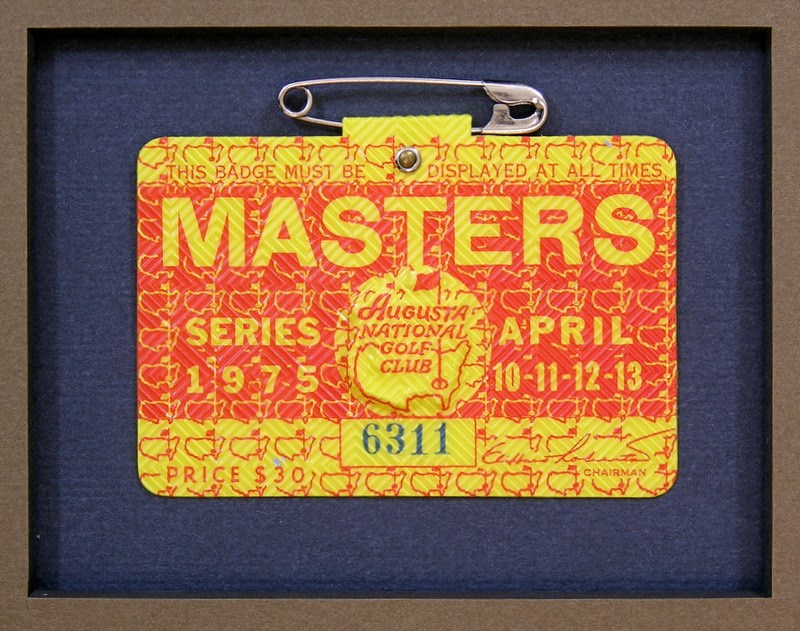 THIS BADGE MUST BE DISPLAYED AT ALL TIMES
MASTERS
SERIES
1975
AUGUSTA
NATIONAL
GOLF
CLUB
APRIL
10-11-12-13
6311
PRICE $30
CHAIRMAN